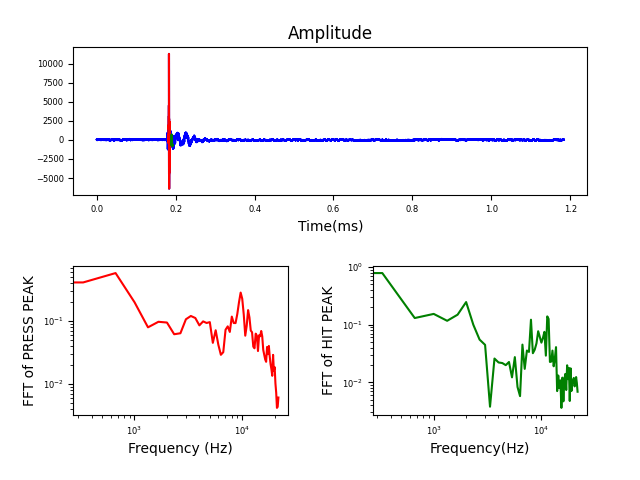 Amplitude
10000
7500
5000
2500
0
−2500
−5000
0.0 0.2 0.4 0.6 0.8 1.0 1.2
Time(ms)
FFT of PRESS PEAK
10⁻¹
10⁻²
10³ 10⁴
Frequency (Hz)
FFT of HIT PEAK
10⁰
10⁻¹
10⁻²
10³ 10⁴
Frequency(Hz)